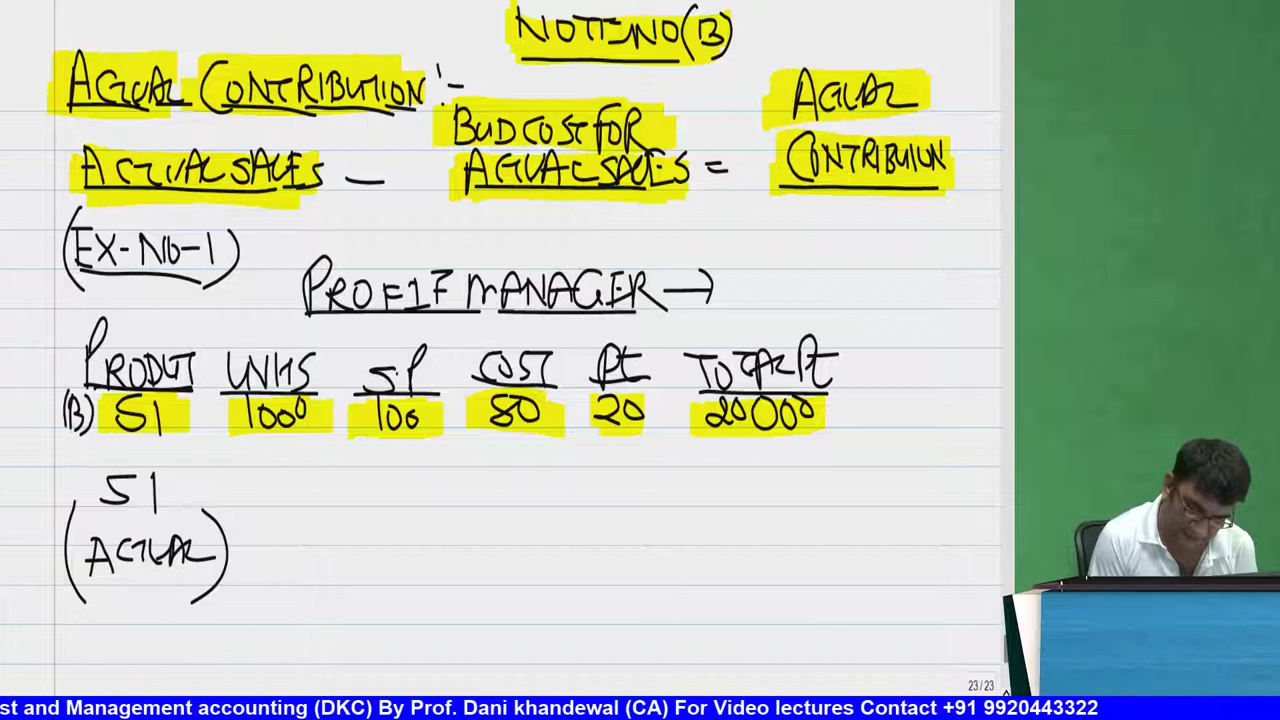 NOTE NO (B)
ACTUAL CONTRIBUTION :-
ACTUAL SALES - BUD COST FOR ACTUAL SALES = ACTUAL CONTRIBUTION
(EX-NO-1)
PROFIT MANAGER →
PRODUT UNITS S.P COST Pt TOTAL Pt
(B) S1 1000 100 80 20 20000
S1
(ACTUAL)
23/23
st and Management accounting (DKC) By Prof. Dani khandewal (CA) For Video lectures Contact +91 9920443322